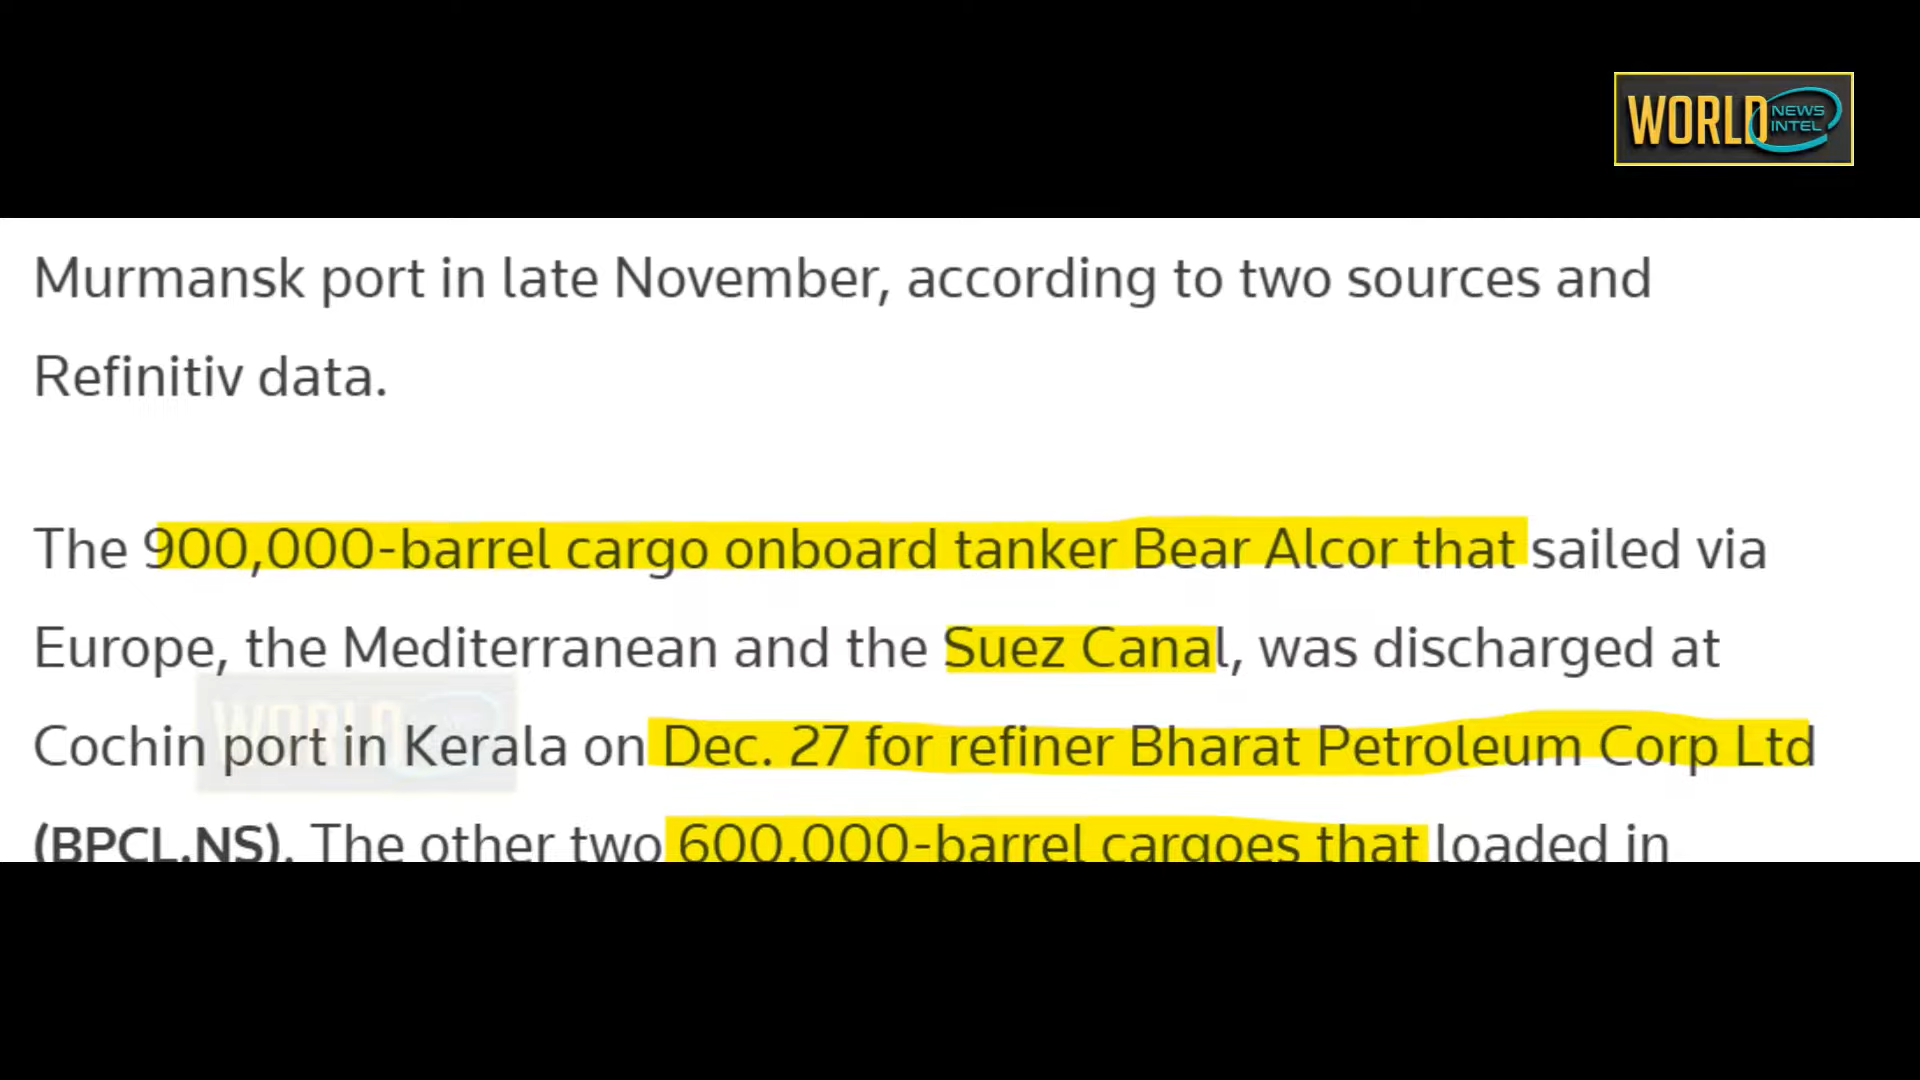 WORLD NEWS INTEL
Murmansk port in late November, according to two sources and
Refinitiv data.
The 900,000-barrel cargo onboard tanker Bear Alcor that sailed via
Europe, the Mediterranean and the Suez Canal, was discharged at
Cochin port in Kerala on Dec. 27 for refiner Bharat Petroleum Corp Ltd
(BPCL.NS). The other two 600,000-barrel cargoes that loaded in
WORLD